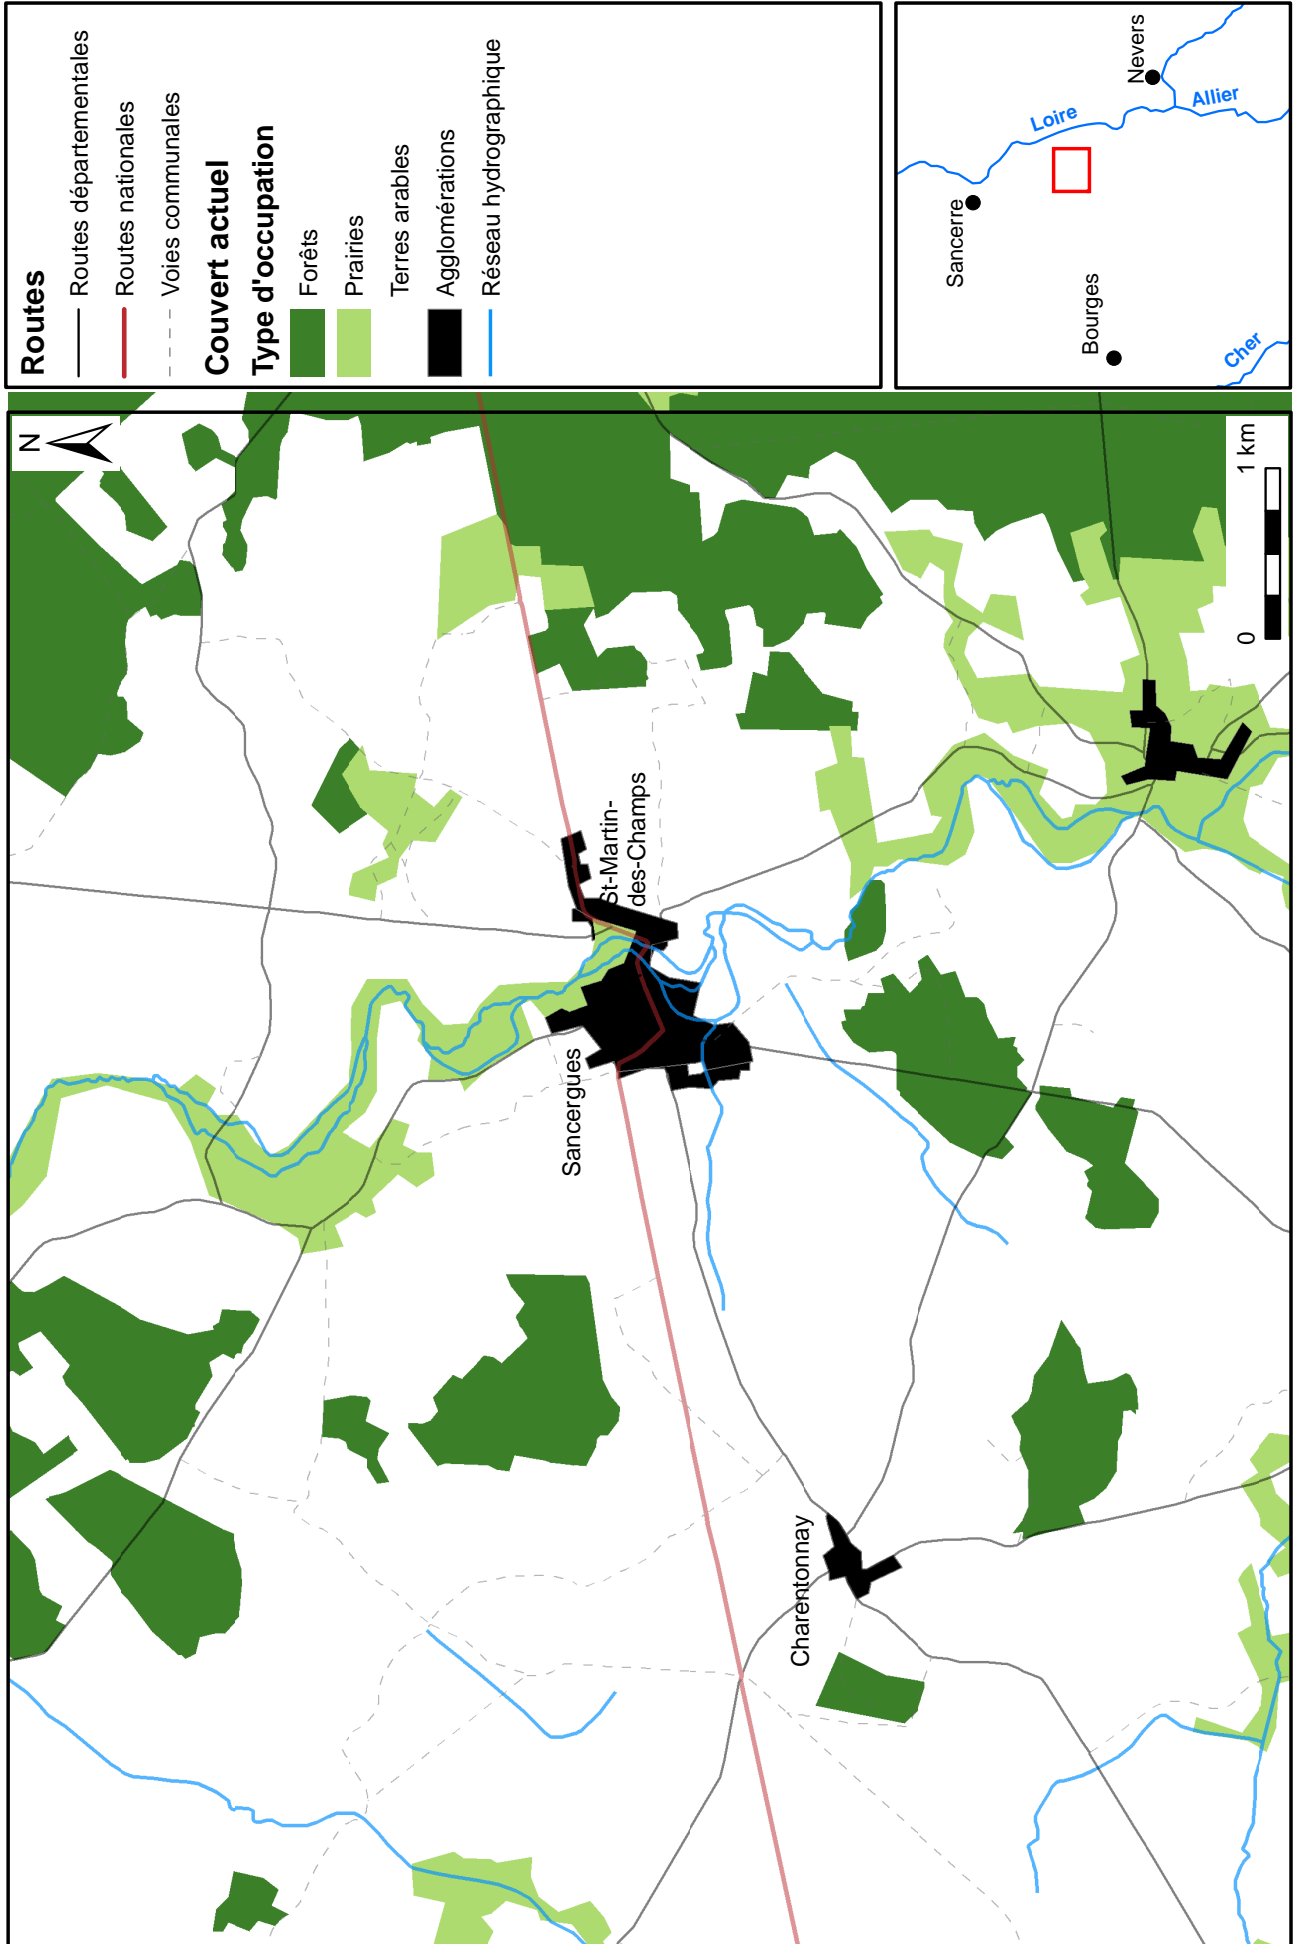 N
Sancergues
St-Martin-
des-Champs
Charentonnay
0
1 km
Routes
Routes départementales
Routes nationales
Voies communales
Couvert actuel
Type d'occupation
Forêts
Prairies
Terres arables
Agglomérations
Réseau hydrographique
Sancerre
Loire
Nevers
Allier
Bourges
Cher